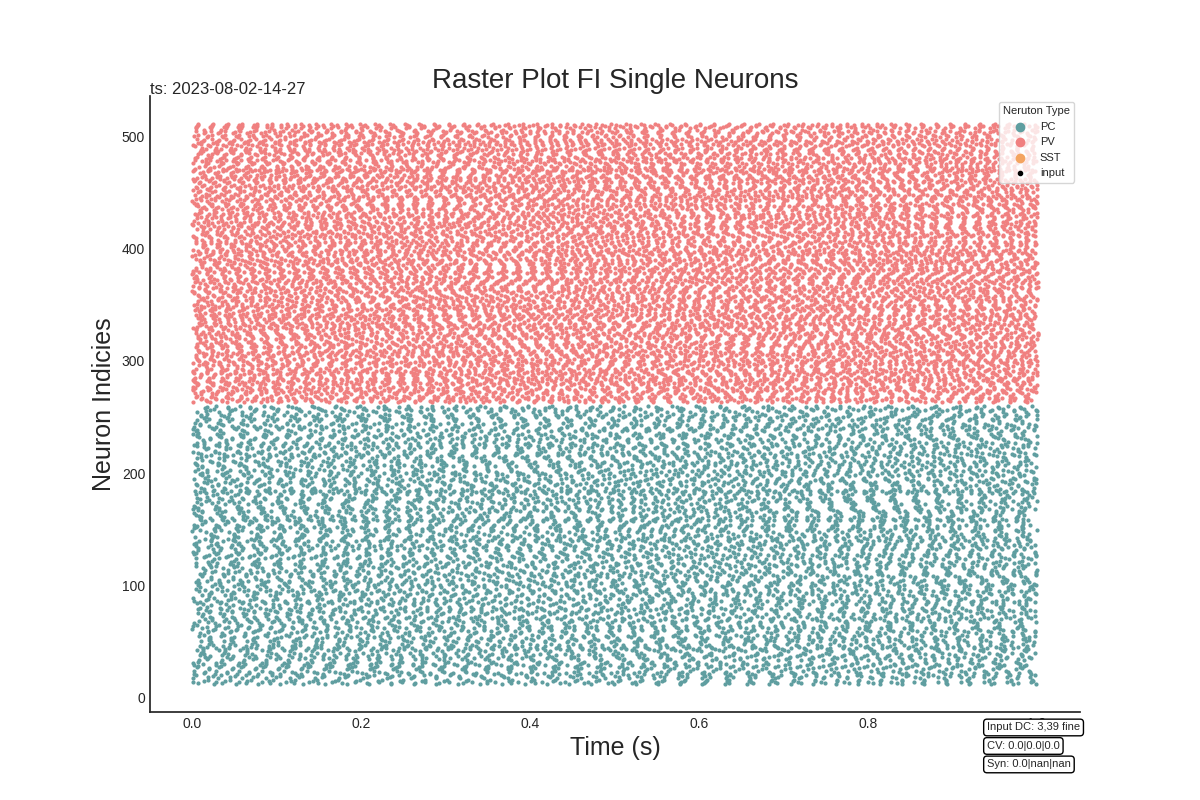 Raster Plot FI Single Neurons
ts: 2023-08-02-14-27
Neruton Type
PC
PV
SST
input
500
400
300
200
100
0
Neuron Indicies
0.0 0.2 0.4 0.6 0.8
Time (s)
Input DC: 3,39 fine
CV: 0.0|0.0|0.0
Syn: 0.0|nan|nan